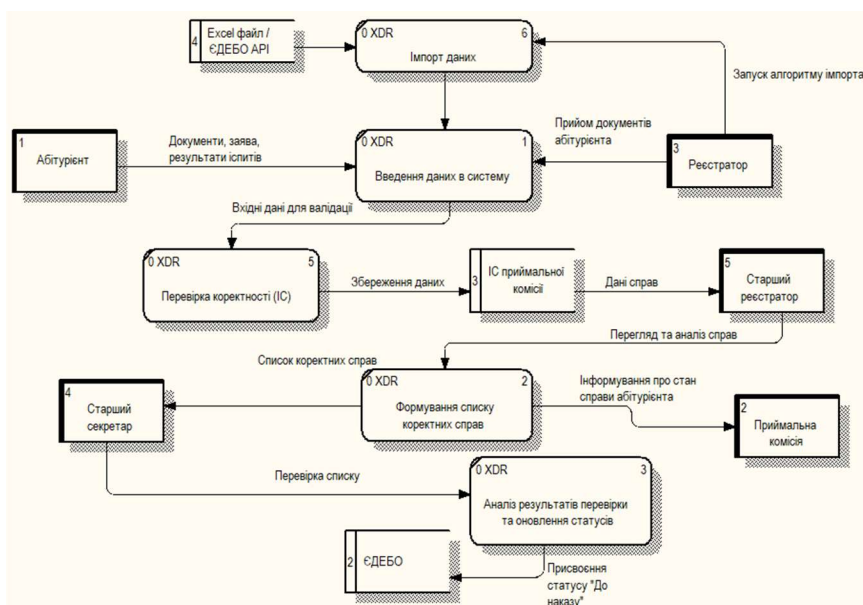 4
Excel файл /
ЄДЕБО API
0 XDR
6
Імпорт даних
Запуск алгоритму імпорта
1
Абітурієнт
Документи, заява,
результати іспитів
0 XDR
1
Введення даних в систему
Прийом документів
абітурієнта
3
Реєстратор
Вхідні дані для валідації
0 XDR
5
Перевірка коректності (ІС)
Збереження даних
3
ІС приймальної
комісії
Дані справ
5
Старший
реєстратор
Перегляд та аналіз справ
Список коректних справ
4
Старший
секретар
0 XDR
2
Формування списку
коректних справ
Інформування про стан
справи абітурієнта
2
Приймальна
комісія
Перевірка списку
0 XDR
3
Аналіз результатів перевірки
та оновлення статусів
2
ЄДЕБО
Присвоєння
статусу "До
наказу"